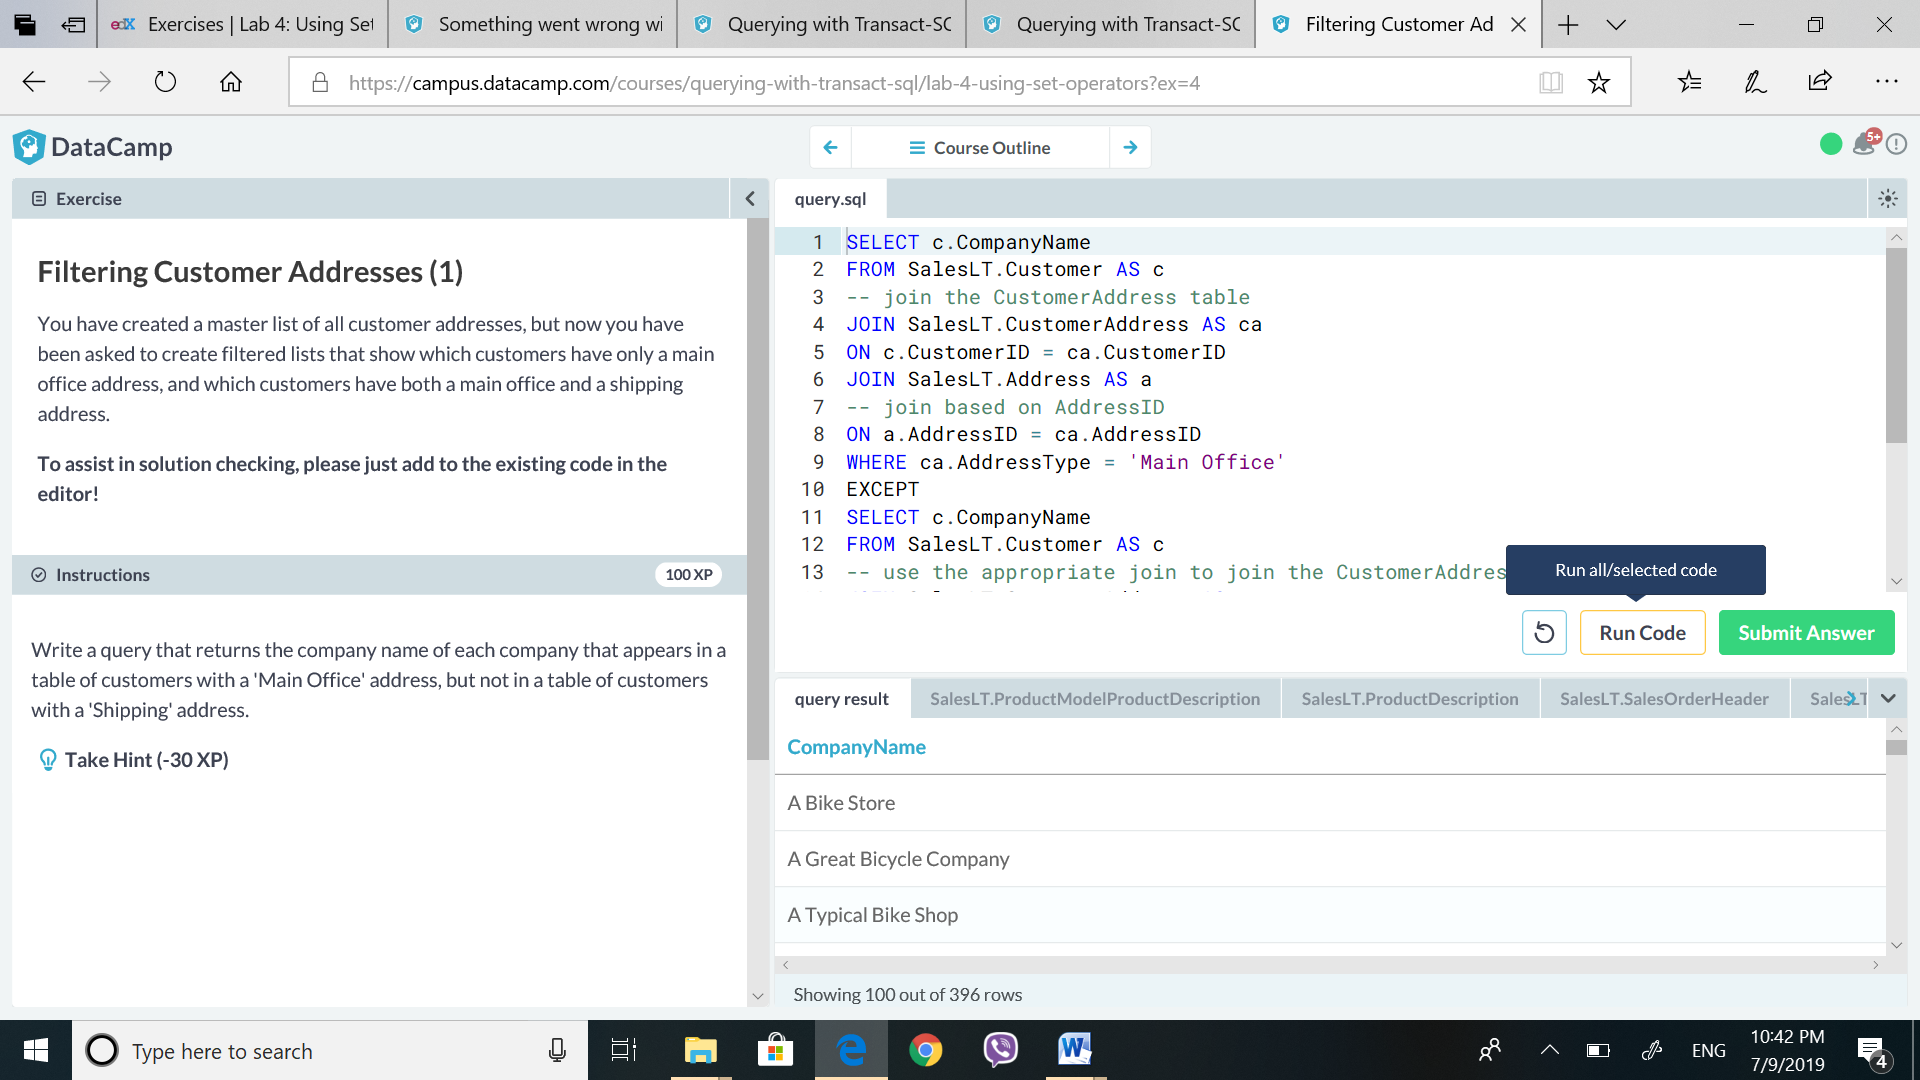 Exercises | Lab 4: Using Set
Something went wrong wi
Querying with Transact-SC
Querying with Transact-SC
Filtering Customer Ad
https://campus.datacamp.com/courses/querying-with-transact-sql/lab-4-using-set-operators?ex=4
DataCamp
Course Outline
5+
Exercise
Filtering Customer Addresses (1)
You have created a master list of all customer addresses, but now you have
been asked to create filtered lists that show which customers have only a main
office address, and which customers have both a main office and a shipping
address.
To assist in solution checking, please just add to the existing code in the
editor!
Instructions
100 XP
Write a query that returns the company name of each company that appears in a
table of customers with a 'Main Office' address, but not in a table of customers
with a 'Shipping' address.
Take Hint (-30 XP)
query.sql
1 SELECT c.CompanyName
2 FROM SalesLT.Customer AS c
3 -- join the CustomerAddress table
4 JOIN SalesLT.CustomerAddress AS ca
5 ON c.CustomerID = ca.CustomerID
6 JOIN SalesLT.Address AS a
7 -- join based on AddressID
8 ON a.AddressID = ca.AddressID
9 WHERE ca.AddressType = 'Main Office'
10 EXCEPT
11 SELECT c.CompanyName
12 FROM SalesLT.Customer AS c
13 -- use the appropriate join to join the CustomerAddres
Run all/selected code
Run Code
Submit Answer
query result
SalesLT.ProductModelProductDescription
SalesLT.ProductDescription
SalesLT.SalesOrderHeader
SalesLT
CompanyName
A Bike Store
A Great Bicycle Company
A Typical Bike Shop
Showing 100 out of 396 rows
Type here to search
ENG
10:42 PM
7/9/2019
4